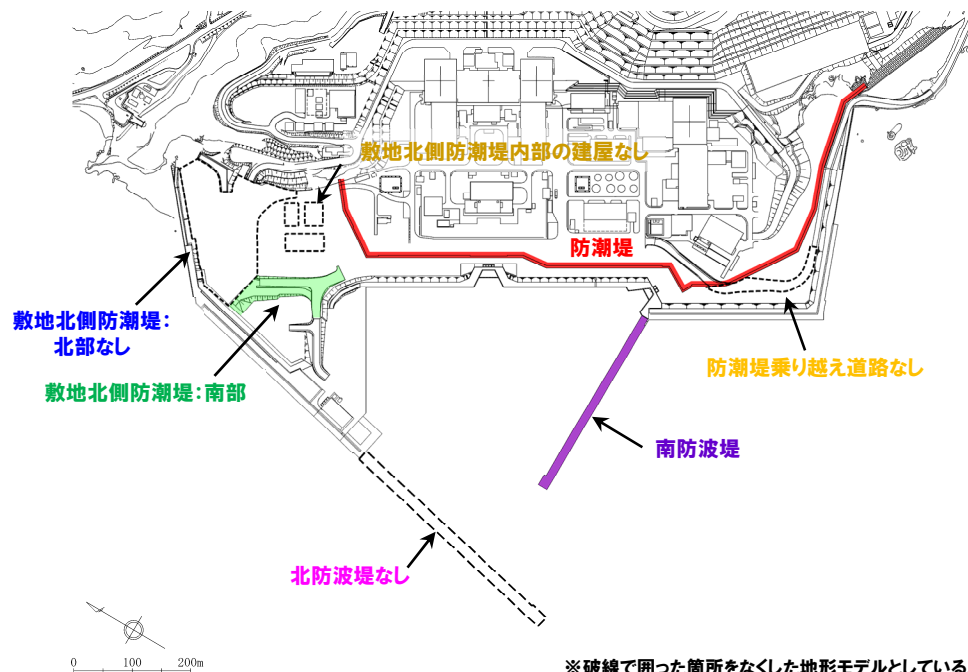 敷地北側防潮堤内部の建屋なし
防潮堤
敷地北側防潮堤：
北部なし
敷地北側防潮堤：南部
防潮堤乗り越え道路なし
南防波堤
北防波堤なし
0 100 200m
※破線で囲った箇所をなくした地形モデルとしている